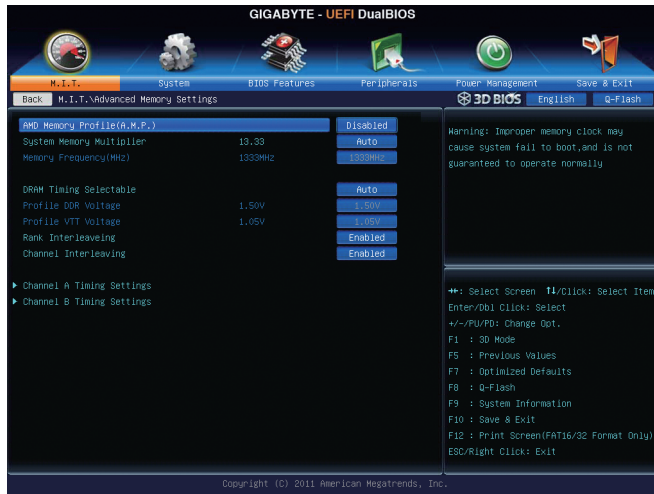 GIGABYTE - UEFI DualBIOS
M.I.T.
System
BIOS Features
Peripherals
Power Management
Save & Exit
Back M.I.T.\Advanced Memory Settings
3D BIOS English Q-Flash
AMD Memory Profile(A.M.P.) Disabled
System Memory Multiplier 13.33 Auto
Memory Frequency(MHz) 1333MHz 1333MHz
DRAM Timing Selectable Auto
Profile DDR Voltage 1.50V 1.50V
Profile VTT Voltage 1.05V 1.05V
Rank Interleaveing Enabled
Channel Interleaving Enabled
Channel A Timing Settings
Channel B Timing Settings
Warning: Improper memory clock may
cause system fail to boot,and is not
guaranteed to operate normally
→←: Select Screen ↑↓/Click: Select Item
Enter/Dbl Click: Select
+/-/PU/PD: Change Opt.
F1 : 3D Mode
F5 : Previous Values
F7 : Optimized Defaults
F8 : Q-Flash
F9 : System Information
F10 : Save & Exit
F12 : Print Screen(FAT16/32 Format Only)
ESC/Right Click: Exit
Copyright (C) 2011 American Megatrends, Inc.